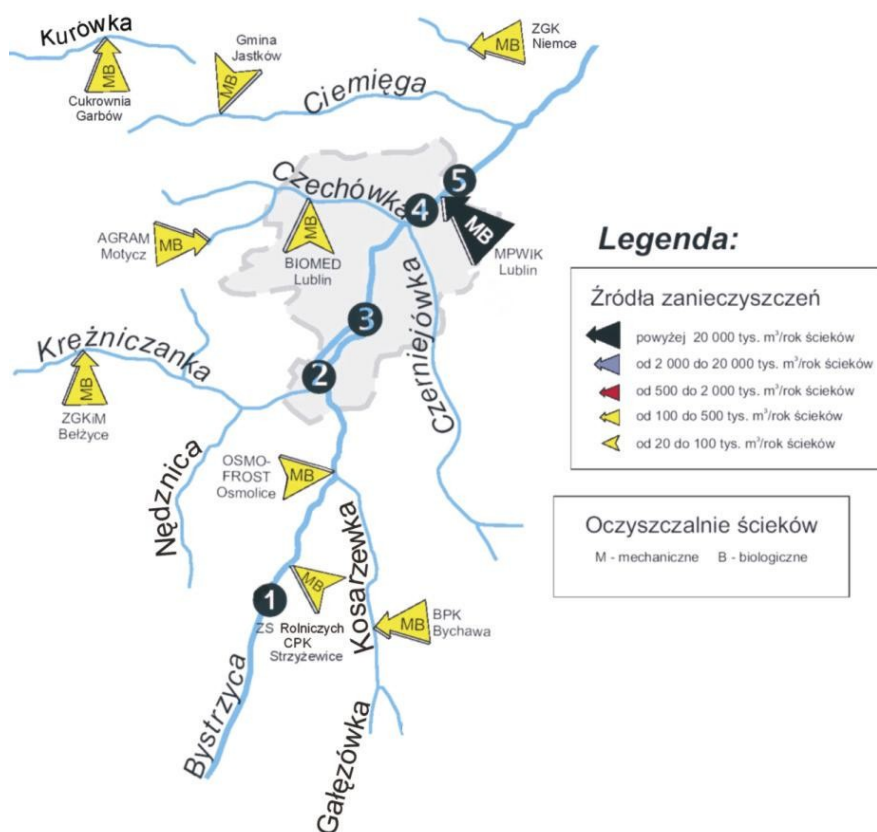 Kurówka
MB
Cukrownia
Garbów
Gmina
Jastków
MB
ZGK
Niemce
MB
Ciemięga
Czechówka
5
4
MB
MPWIK
Lublin
AGRAM
Motycz
MB
MB
BIOMED
Lublin
3
Czerniejówka
Kreżniczanka
2
MB
ZGKiM
Bełżyce
Nędznica
OSMO-
FROST
Osmolice
MB
Kosarzewka
1
MB
ZS Rolniczych
CPK
Strzyżewice
MB
BPK
Bychawa
Bystrzyca
Gałęzówka
Legenda:
Źródła zanieczyszczeń
powyżej 20 000 tys. m³/rok ścieków
od 2 000 do 20 000 tys. m³/rok ścieków
od 500 do 2 000 tys. m³/rok ścieków
od 100 do 500 tys. m³/rok ścieków
od 20 do 100 tys. m³/rok ścieków
Oczyszczalnie ścieków
M - mechaniczne B - biologiczne